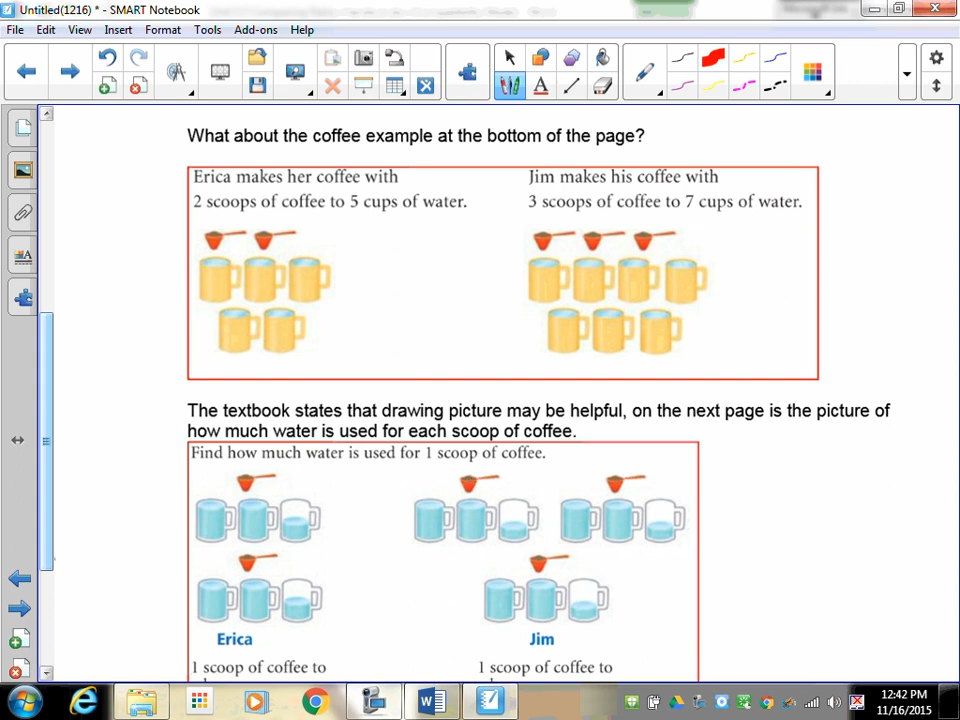 Untitled(1216) * - SMART Notebook
File Edit View Insert Format Tools Add-ons Help
What about the coffee example at the bottom of the page?
Erica makes her coffee with
2 scoops of coffee to 5 cups of water.
Jim makes his coffee with
3 scoops of coffee to 7 cups of water.
The textbook states that drawing picture may be helpful, on the next page is the picture of
how much water is used for each scoop of coffee.
Find how much water is used for 1 scoop of coffee.
Erica
Jim
1 scoop of coffee to
1 scoop of coffee to
12:42 PM
11/16/2015